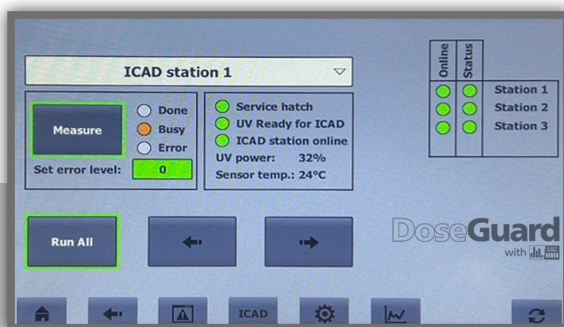 ICAD station 1
Online
Status
Station 1
Station 2
Station 3
Measure
Done
Busy
Error
Set error level: 0
Service hatch
UV Ready for ICAD
ICAD station online
UV power: 32%
Sensor temp.: 24°C
Run All
DoseGuard
with
ICAD